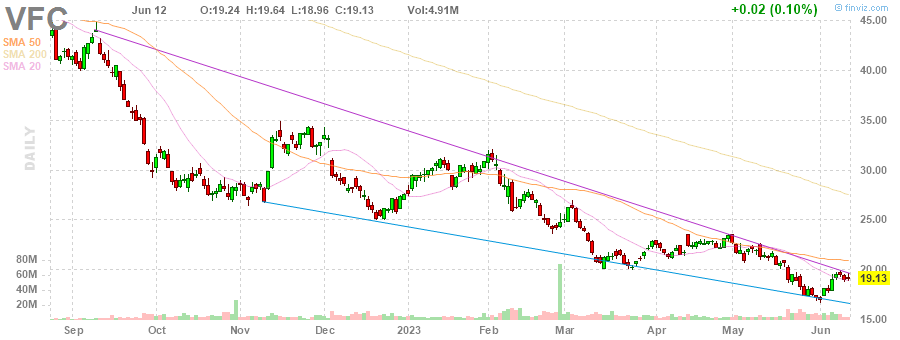 VFC
Jun 12 O:19.24 H:19.64 L:18.96 C:19.13 Vol:4.91M +0.02 (0.10%) @ finviz.com
SMA 50
SMA 200
SMA 20
DAILY
45.00
40.00
35.00
30.00
25.00
20.00
19.13
15.00
80M
60M
40M
20M
Sep Oct Nov Dec 2023 Feb Mar Apr May Jun